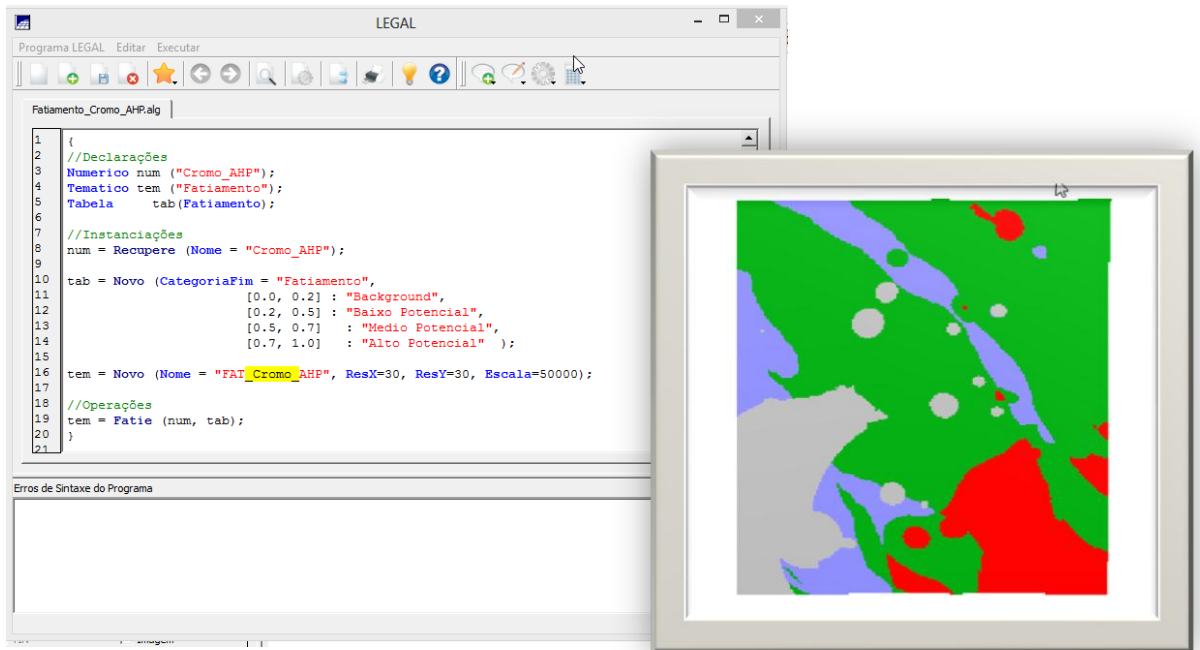 LEGAL
Programa LEGAL Editar Executar
Fatiamento_Cromo_AHP.alg
1 {
2 //Declarações
3 Numerico num ("Cromo_AHP");
4 Tematico tem ("Fatiamento");
5 Tabela tab(Fatiamento);
6
7 //Instanciações
8 num = Recupere (Nome = "Cromo_AHP");
9
10 tab = Novo (CategoriaFim = "Fatiamento",
11 [0.0, 0.2] : "Background",
12 [0.2, 0.5] : "Baixo Potencial",
13 [0.5, 0.7] : "Medio Potencial",
14 [0.7, 1.0] : "Alto Potencial" );
15
16 tem = Novo (Nome = "FAT_Cromo_AHP", ResX=30, ResY=30, Escala=50000);
17
18 //Operações
19 tem = Fatie (num, tab);
20 }
21
Erros de Sintaxe do Programa